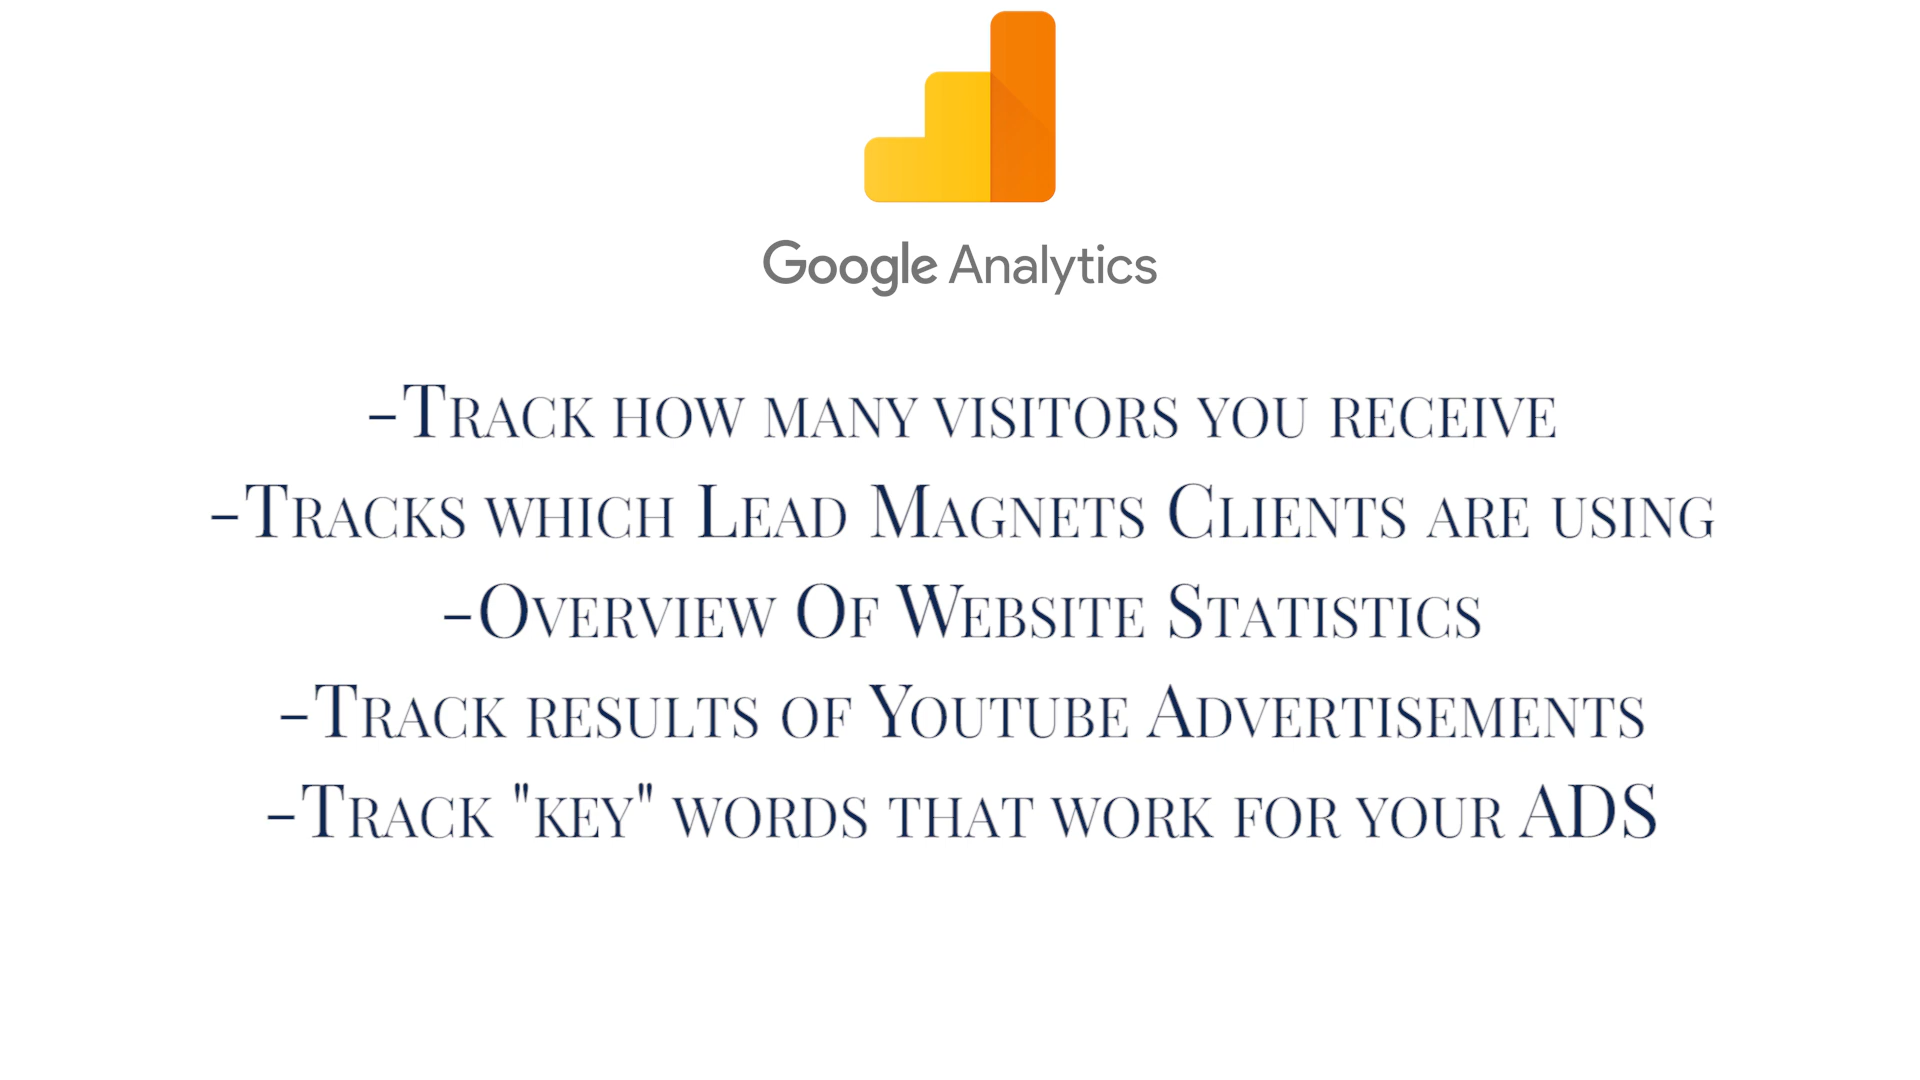 Google Analytics
-Track how many visitors you receive
-Tracks which Lead Magnets Clients are using
-Overview Of Website Statistics
-Track results of Youtube Advertisements
-Track "key" words that work for your ADS